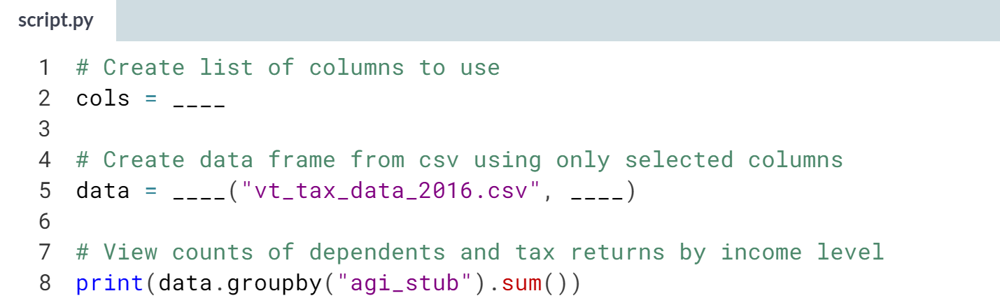 script.py
1 # Create list of columns to use
2 cols = ____
3
4 # Create data frame from csv using only selected columns
5 data = ____("vt_tax_data_2016.csv", ____)
6
7 # View counts of dependents and tax returns by income level
8 print(data.groupby("agi_stub").sum())